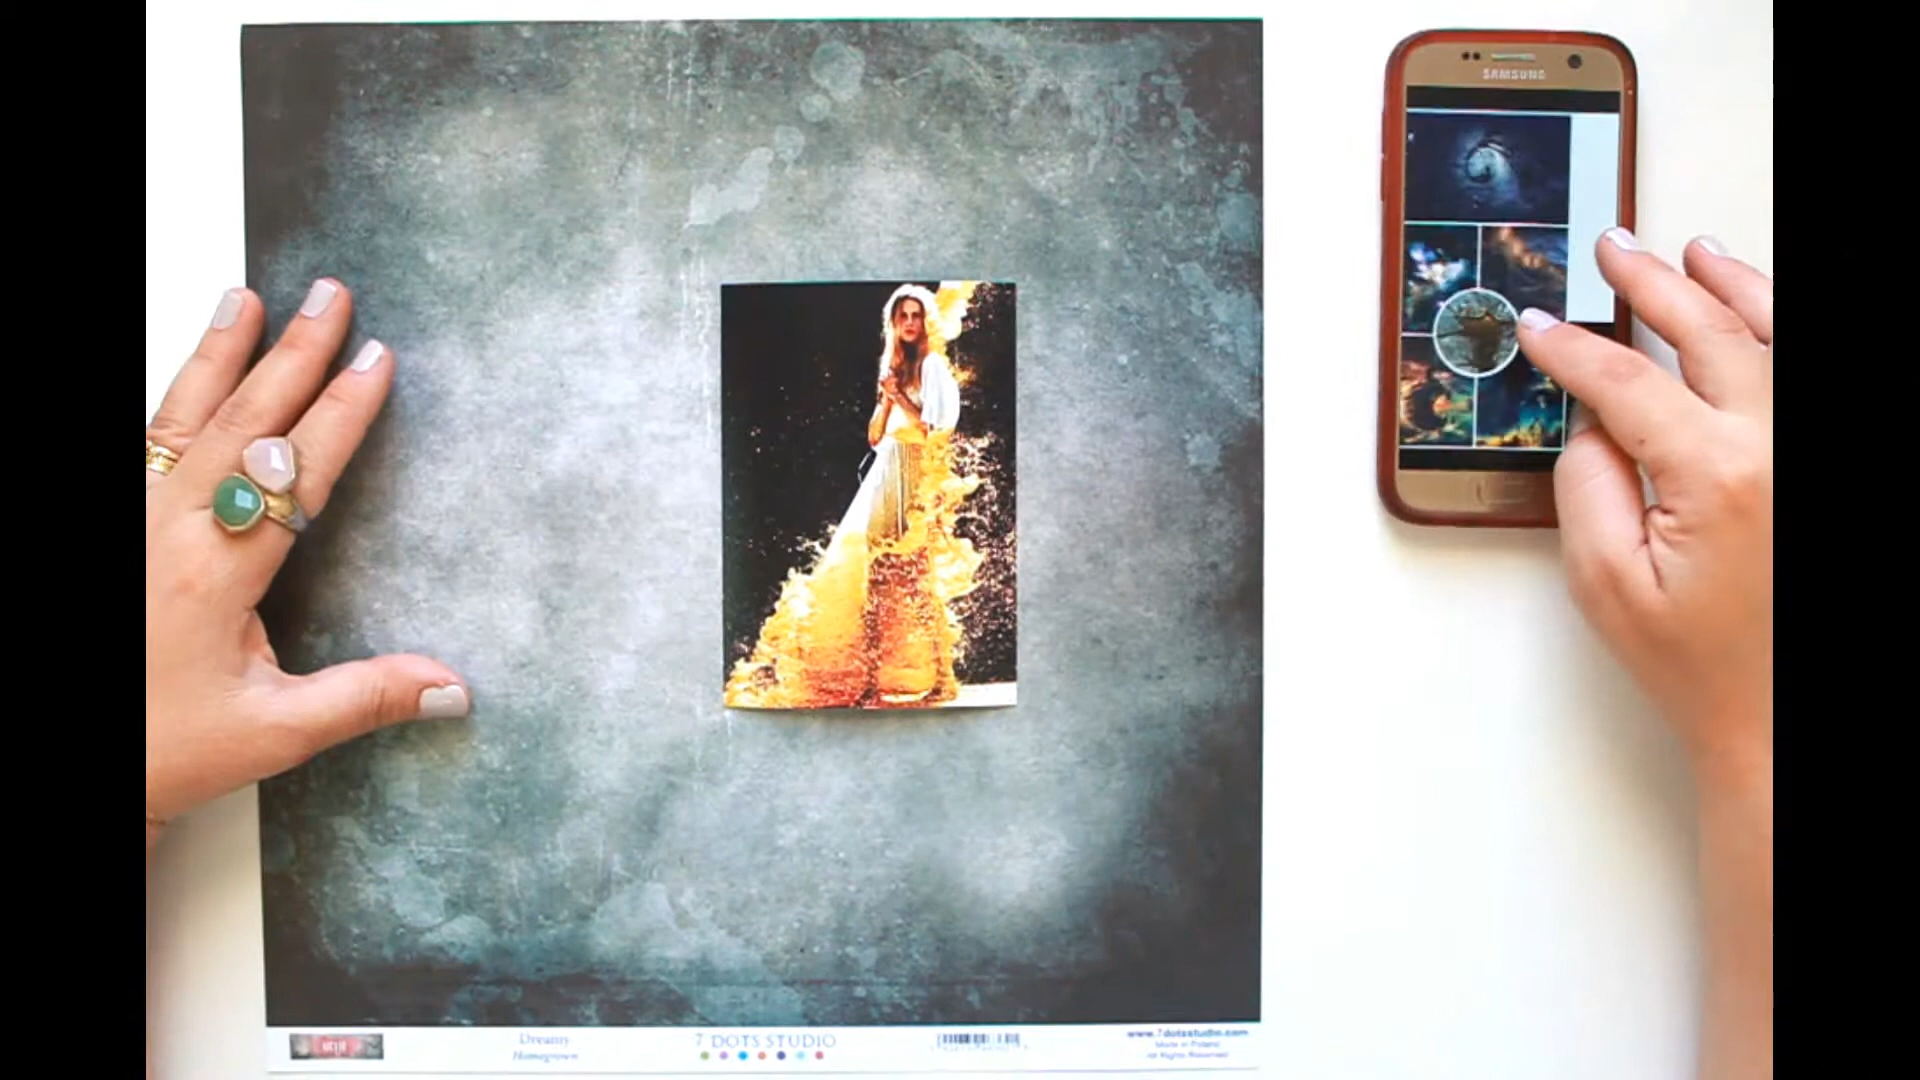 SAMSUNG
Dreamy
Homegrown
7 DOTS STUDIO
www.7dotsstudio.com
Made in Poland
All Rights Reserved